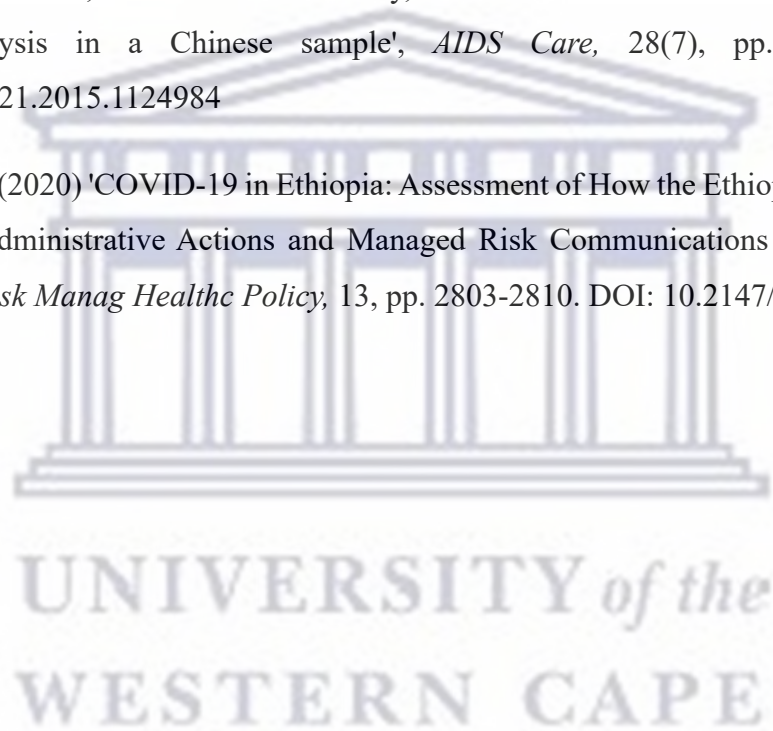 ysis in a Chinese sample', AIDS Care, 28(7), pp.
21.2015.1124984
(2020) 'COVID-19 in Ethiopia: Assessment of How the Ethiop
dministrative Actions and Managed Risk Communications
sk Manag Healthc Policy, 13, pp. 2803-2810. DOI: 10.2147/
UNIVERSITY of the
WESTERN CAPE